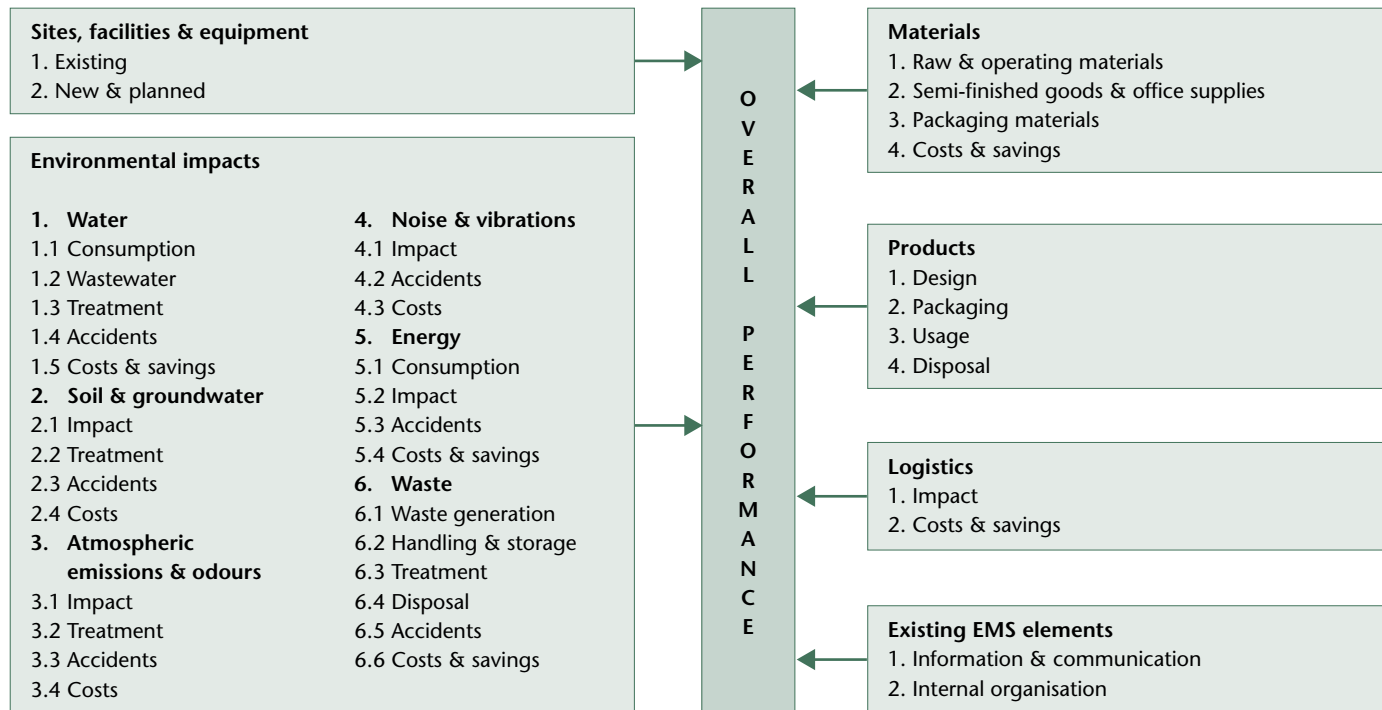 Sites, facilities & equipment
1. Existing
2. New & planned
Environmental impacts
1. Water
1.1 Consumption
1.2 Wastewater
1.3 Treatment
1.4 Accidents
1.5 Costs & savings
2. Soil & groundwater
2.1 Impact
2.2 Treatment
2.3 Accidents
2.4 Costs
3. Atmospheric
emissions & odours
3.1 Impact
3.2 Treatment
3.3 Accidents
3.4 Costs
4. Noise & vibrations
4.1 Impact
4.2 Accidents
4.3 Costs
5. Energy
5.1 Consumption
5.2 Impact
5.3 Accidents
5.4 Costs & savings
6. Waste
6.1 Waste generation
6.2 Handling & storage
6.3 Treatment
6.4 Disposal
6.5 Accidents
6.6 Costs & savings
OVERALL PERFORMANCE
Materials
1. Raw & operating materials
2. Semi-finished goods & office supplies
3. Packaging materials
4. Costs & savings
Products
1. Design
2. Packaging
3. Usage
4. Disposal
Logistics
1. Impact
2. Costs & savings
Existing EMS elements
1. Information & communication
2. Internal organisation